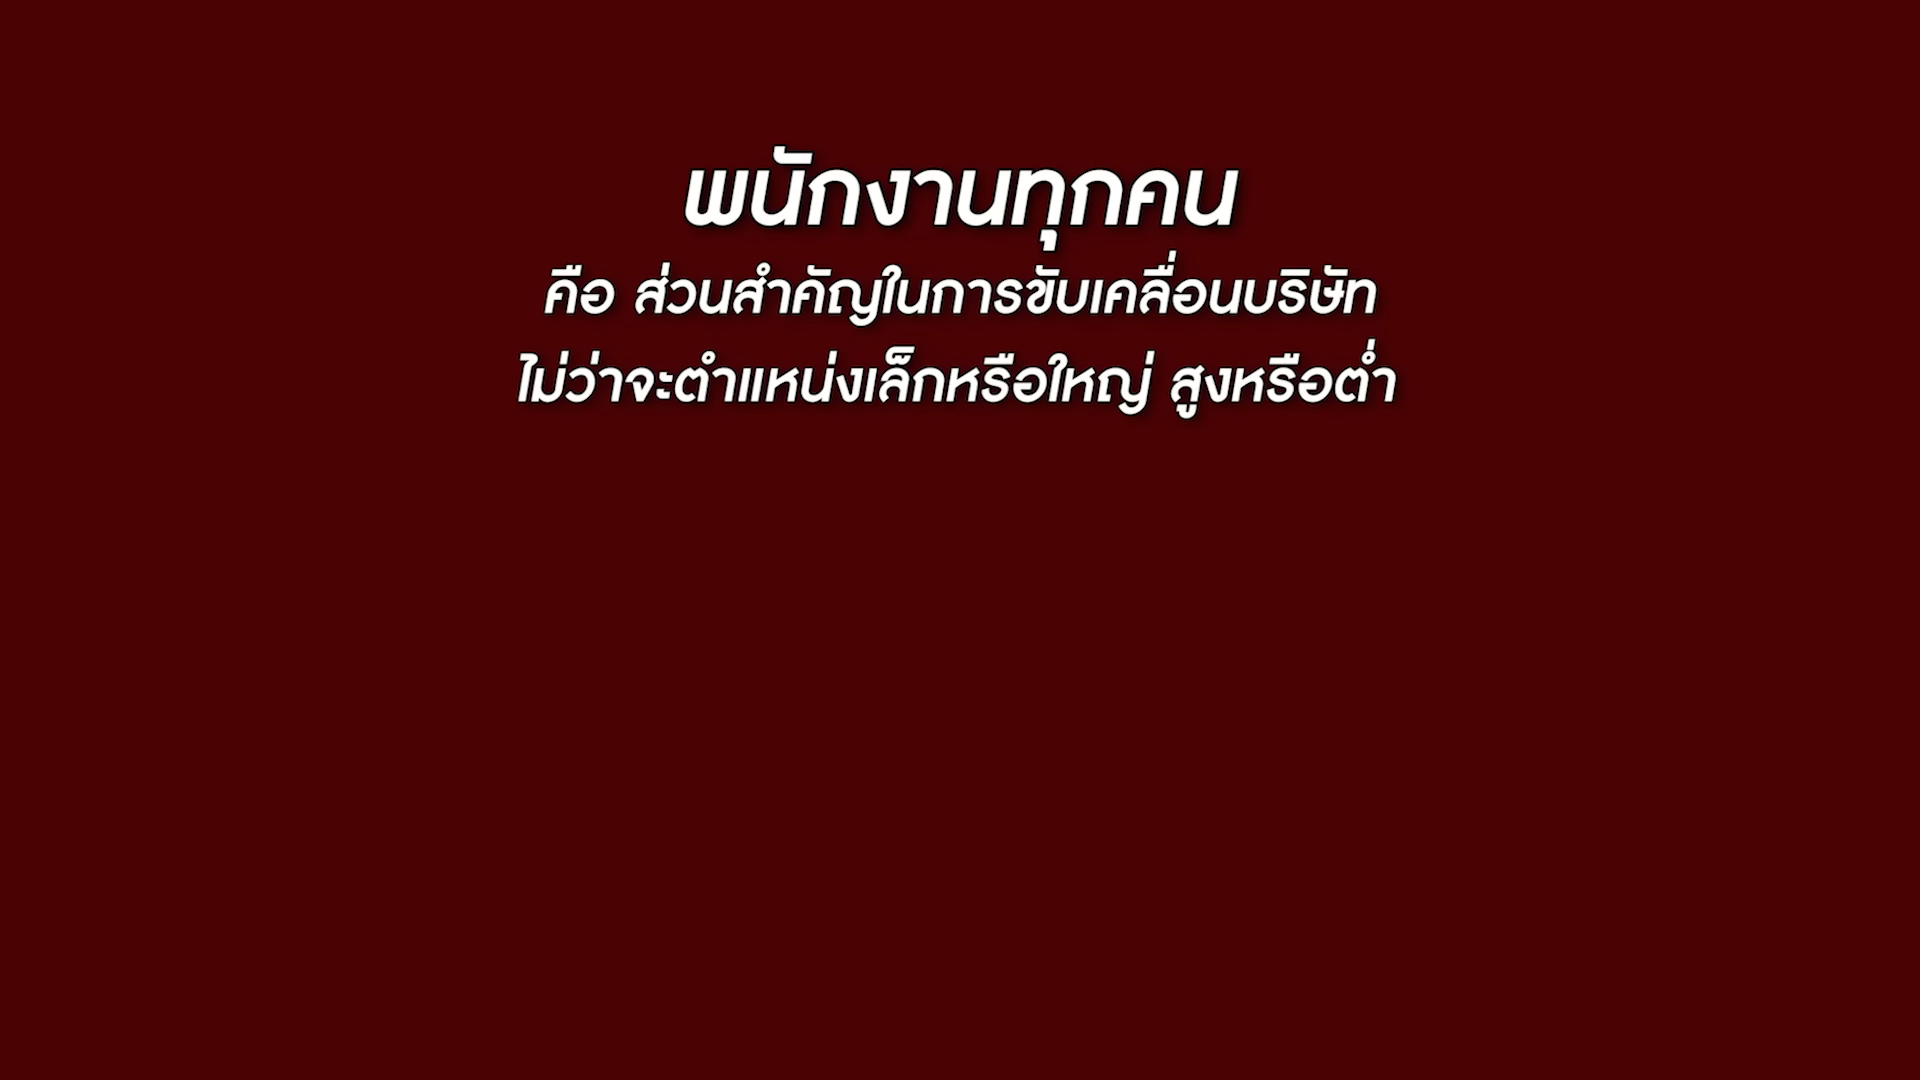 พนักงานทุกคน
คือ ส่วนสำคัญในการขับเคลื่อนบริษัท
ไม่ว่าจะตำแหน่งเล็กหรือใหญ่ สูงหรือต่ำ